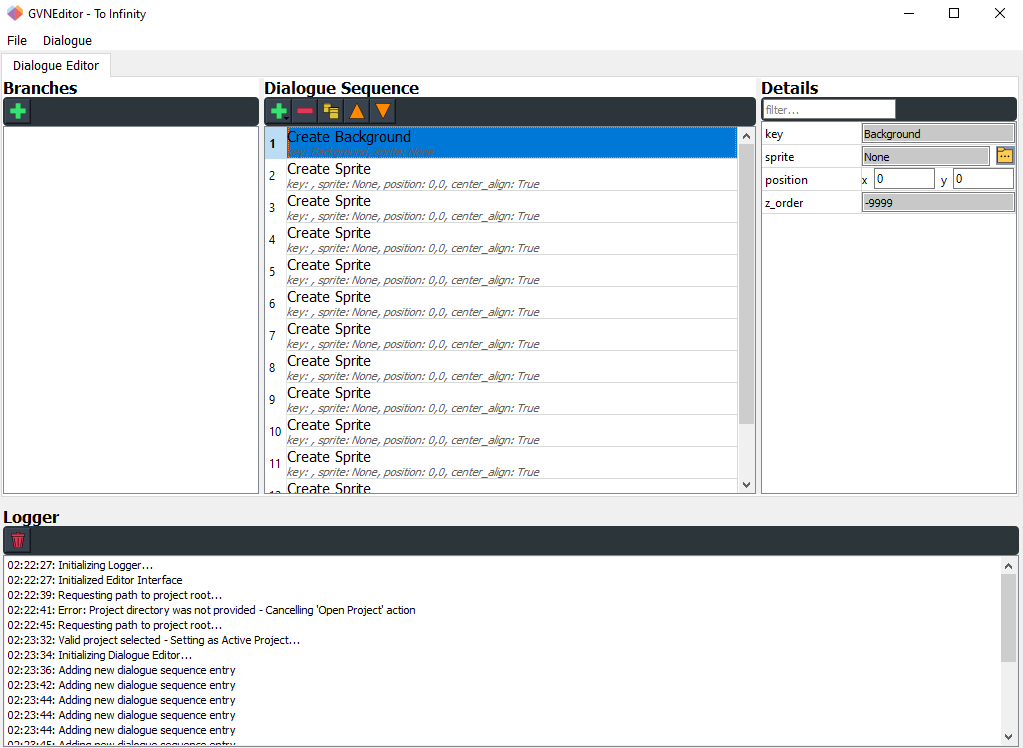 GVNEditor - To Infinity
File Dialogue
Dialogue Editor
Branches
Dialogue Sequence
1 Create Background
key: Background, sprite: None
2 Create Sprite
key: , sprite: None, position: 0,0, center_align: True
3 Create Sprite
key: , sprite: None, position: 0,0, center_align: True
4 Create Sprite
key: , sprite: None, position: 0,0, center_align: True
5 Create Sprite
key: , sprite: None, position: 0,0, center_align: True
6 Create Sprite
key: , sprite: None, position: 0,0, center_align: True
7 Create Sprite
key: , sprite: None, position: 0,0, center_align: True
8 Create Sprite
key: , sprite: None, position: 0,0, center_align: True
9 Create Sprite
key: , sprite: None, position: 0,0, center_align: True
10 Create Sprite
key: , sprite: None, position: 0,0, center_align: True
11 Create Sprite
key: , sprite: None, position: 0,0, center_align: True
Create Sprite
Details
filter...
key Background
sprite None
position x 0 y 0
z_order -9999
Logger
02:22:27: Initializing Logger...
02:22:27: Initialized Editor Interface
02:22:39: Requesting path to project root...
02:22:41: Error: Project directory was not provided - Cancelling 'Open Project' action
02:22:45: Requesting path to project root...
02:23:32: Valid project selected - Setting as Active Project...
02:23:34: Initializing Dialogue Editor...
02:23:36: Adding new dialogue sequence entry
02:23:42: Adding new dialogue sequence entry
02:23:44: Adding new dialogue sequence entry
02:23:44: Adding new dialogue sequence entry
02:23:44: Adding new dialogue sequence entry
02:23:45: Adding new dialogue sequence entry